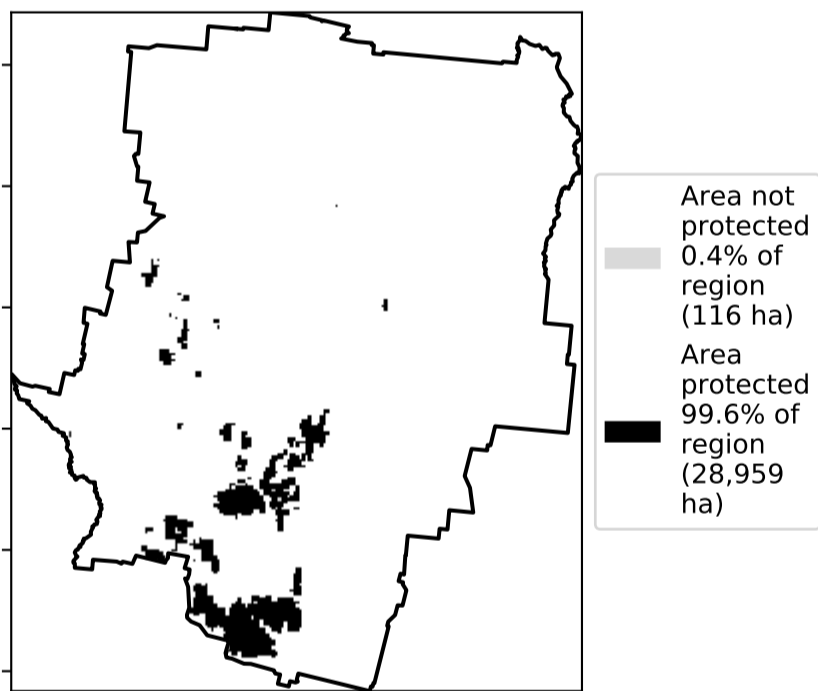 Area not
protected
0.4% of
region
(116 ha)
Area
protected
99.6% of
region
(28,959
ha)